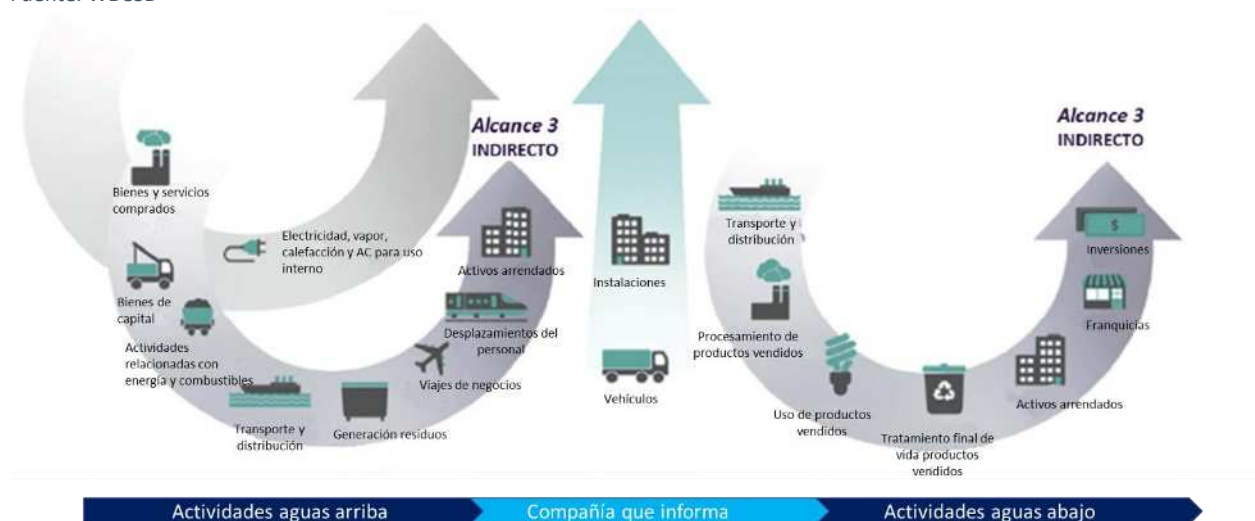 Alcance 3
INDIRECTO
Bienes y servicios
comprados
Electricidad, vapor,
calefacción y AC para uso
interno
Bienes de
capital
Actividades
relacionadas con
energía y combustibles
Transporte y
distribución
Generación residuos
Viajes de negocios
Desplazamientos del
personal
Activos arrendados
Instalaciones
Vehículos
Alcance 3
INDIRECTO
Transporte y
distribución
Procesamiento de
productos vendidos
Uso de productos
vendidos
Tratamiento final de
vida productos
vendidos
Activos arrendados
Franquicias
$
Inversiones
Actividades aguas arriba
Compañía que informa
Actividades aguas abajo